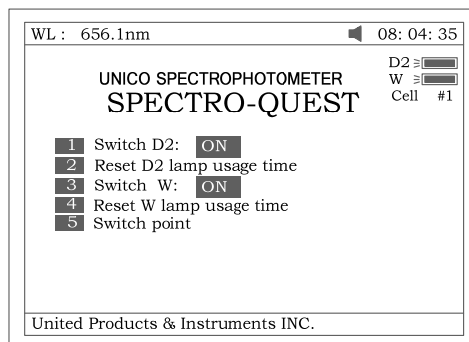 WL : 656.1nm 08: 04: 35
D2
W
Cell #1
UNICO SPECTROPHOTOMETER
SPECTRO-QUEST
1 Switch D2: ON
2 Reset D2 lamp usage time
3 Switch W: ON
4 Reset W lamp usage time
5 Switch point
United Products & Instruments INC.